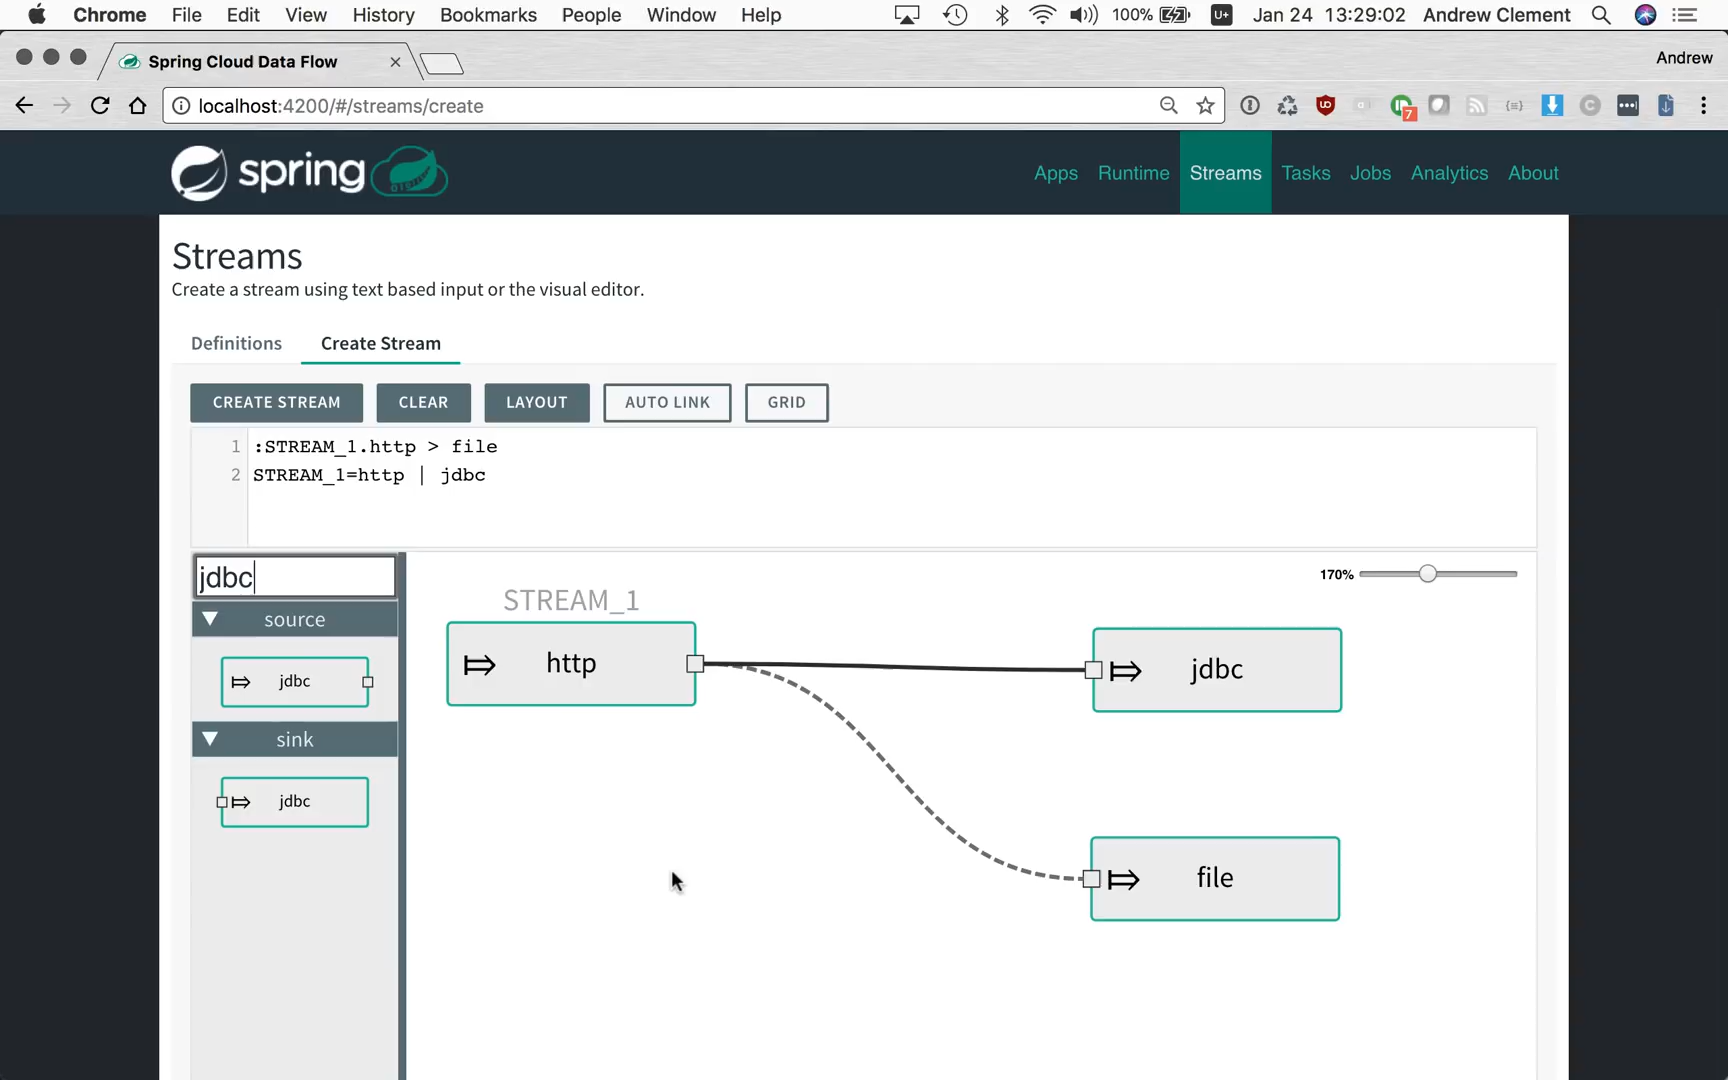 Chrome File Edit View History Bookmarks People Window Help 100% U+ Jan 24 13:29:02 Andrew Clement
Spring Cloud Data Flow Andrew
localhost:4200/#/streams/create 7
spring Apps Runtime Streams Tasks Jobs Analytics About
Streams
Create a stream using text based input or the visual editor.
Definitions Create Stream
CREATE STREAM CLEAR LAYOUT AUTO LINK GRID
1 :STREAM_1.http > file
2 STREAM_1=http | jdbc
jdbc
170%
source
jdbc
sink
jdbc
STREAM_1
http
jdbc
file